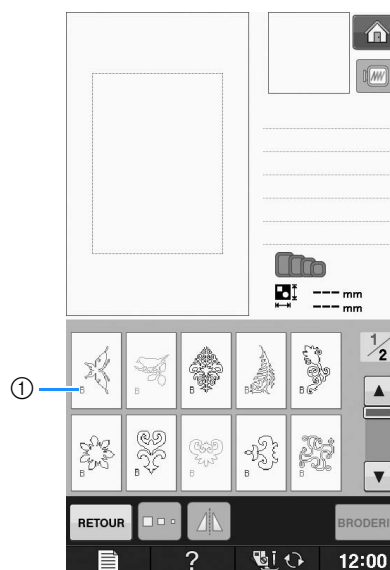 --- mm
--- mm
1/2
① B B B B B
B B B B B
RETOUR BRODERI
? 12:00